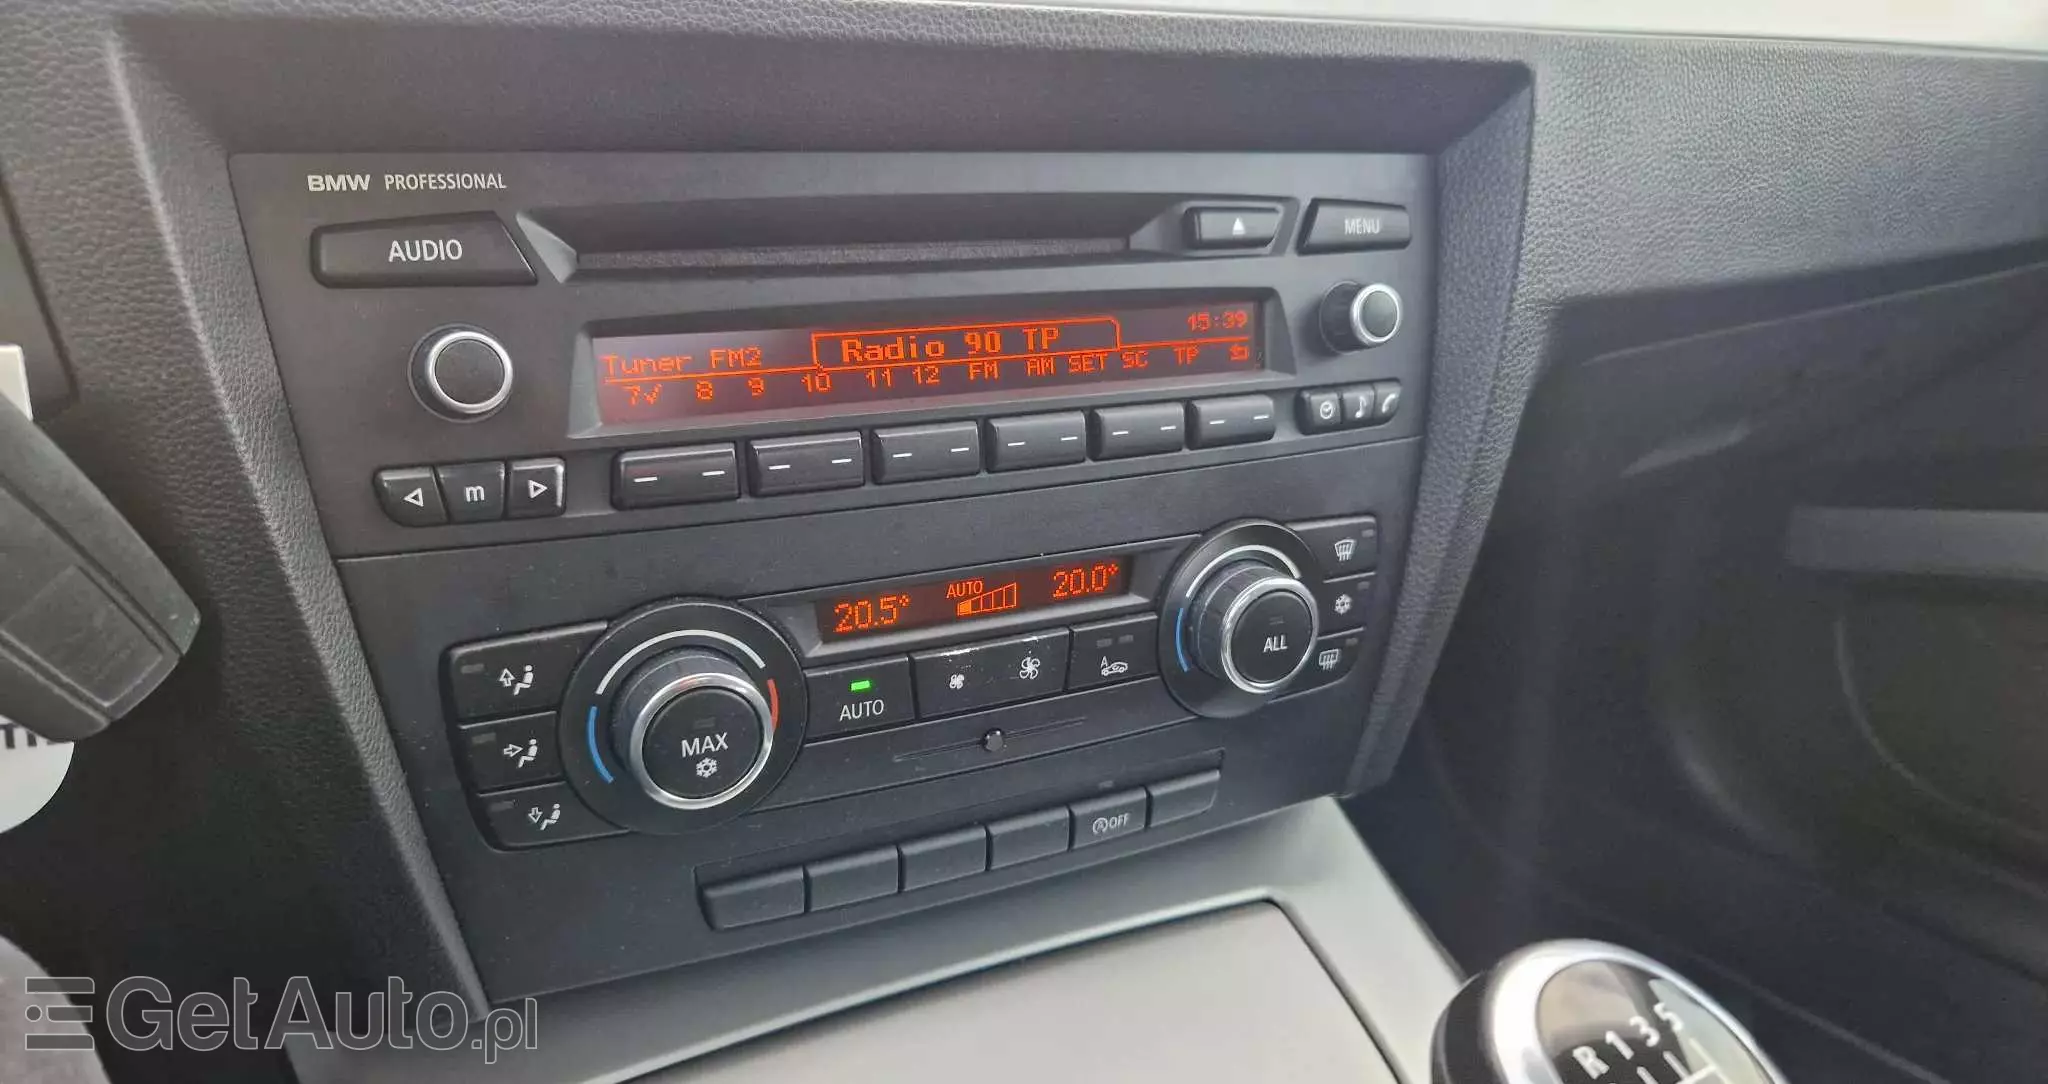 BMW PROFESSIONAL
AUDIO
MENU
Tuner FM2
Radio 90 TP
15:39
7✓ 8 9 10 11 12 FM AM SET SC TP
m
20.5°
AUTO
20.0°
A
ALL
AUTO
MAX
A OFF
GetAuto.pl
R 1 3 5